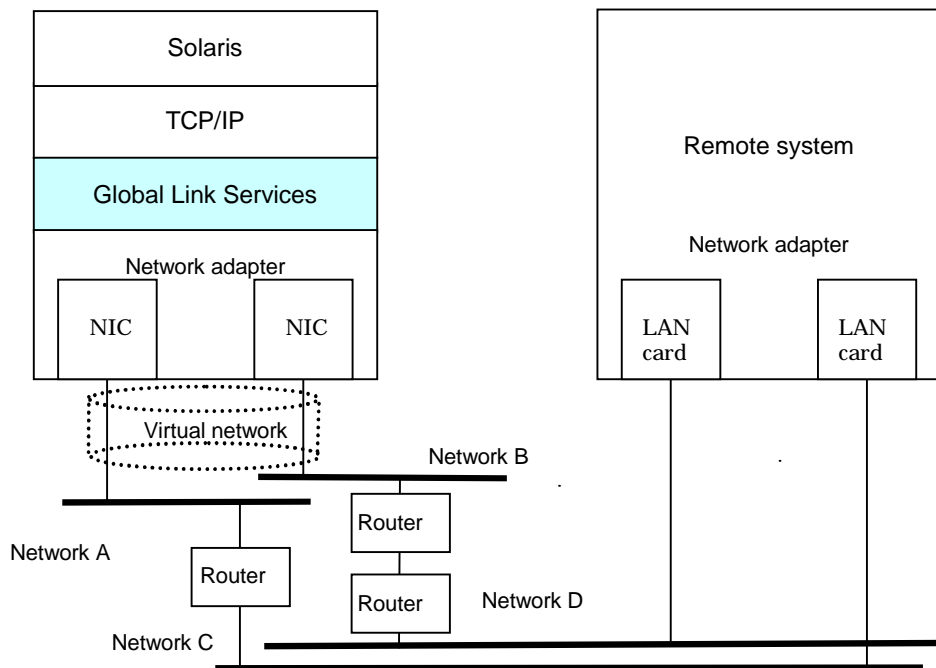 Solaris
TCP/IP
Global Link Services
Network adapter
NIC
NIC
Virtual network
Remote system
Network adapter
LAN
card
LAN
card
Network B
Router
Network A
Router
Router
Network D
Network C